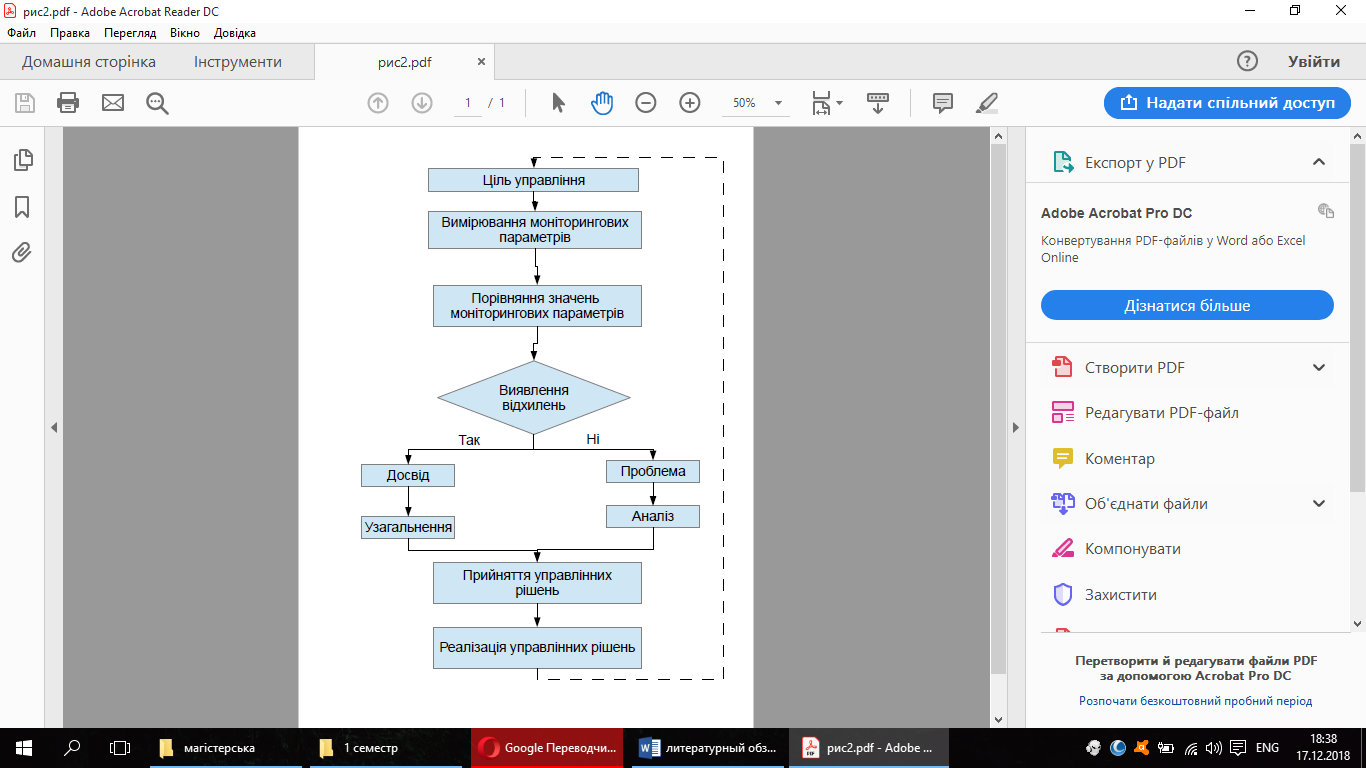 рис2.pdf - Adobe Acrobat Reader DC
Файл Правка Перегляд Вікно Довідка
Домашня сторінка Інструменти рис2.pdf Увійти
1 / 1 50% Надати спільний доступ
Ціль управління
Вимірювання моніторингових
параметрів
Порівняння значень
моніторингових параметрів
Виявлення
відхилень
Так Ні
Досвід Проблема
Узагальнення Аналіз
Прийняття управлінних
рішень
Реалізація управлінних рішень
Експорт у PDF
Adobe Acrobat Pro DC
Конвертування PDF-файлів у Word або Excel
Online
Дізнатися більше
Створити PDF
Редагувати PDF-файл
Коментар
Об'єднати файли
Компонувати
Захистити
Перетворити й редагувати файли PDF
за допомогою Acrobat Pro DC
Розпочати безкоштовний пробний період
магістерська 1 семестр Google Переводчи... литературный обз... рис2.pdf - Adobe ... ENG 18:38
17.12.2018